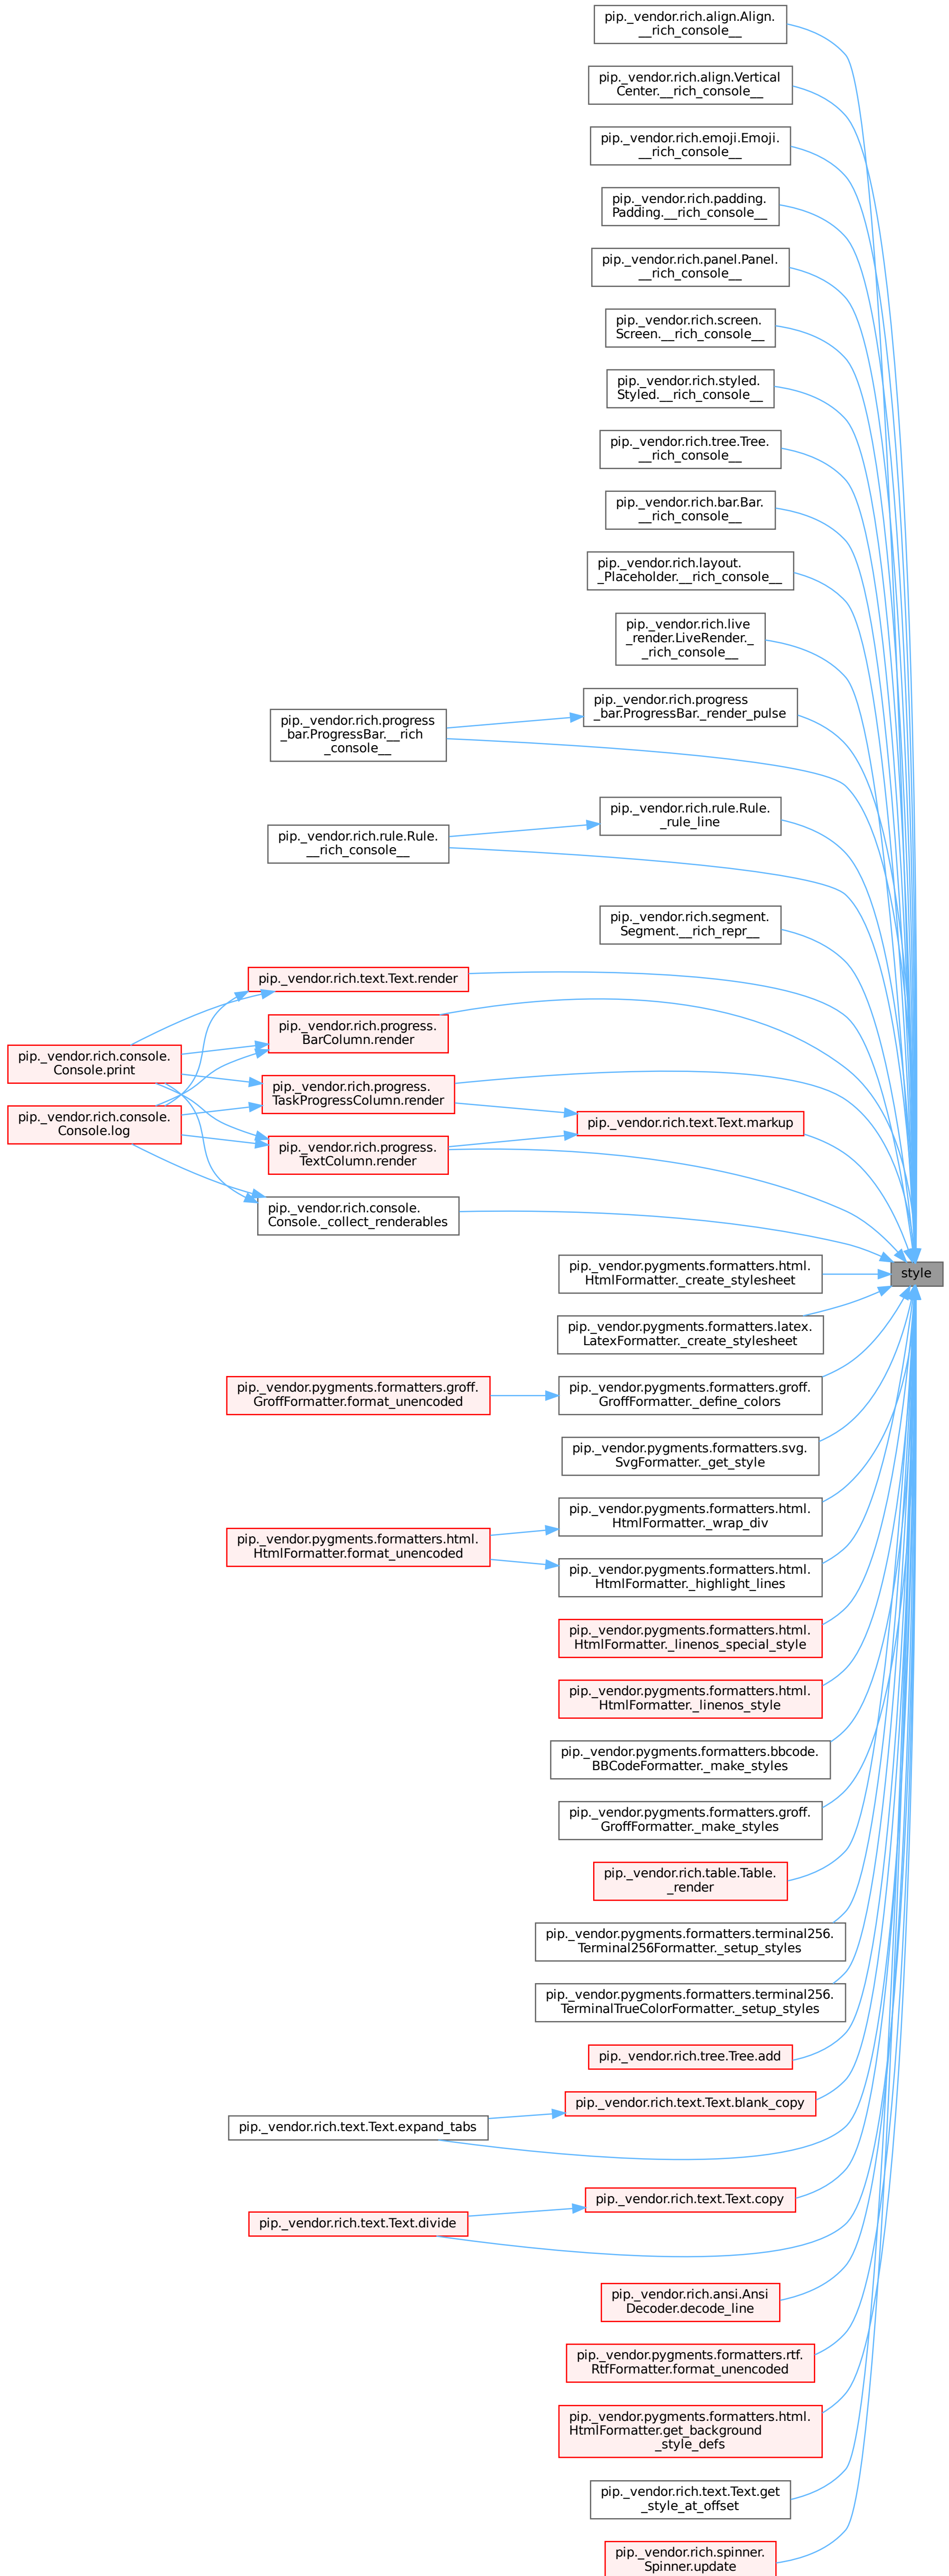 pip._vendor.rich.align.Align.
__rich_console__
pip._vendor.rich.align.Vertical
Center.__rich_console__
pip._vendor.rich.emoji.Emoji.
__rich_console__
pip._vendor.rich.padding.
Padding.__rich_console__
pip._vendor.rich.panel.Panel.
__rich_console__
pip._vendor.rich.screen.
Screen.__rich_console__
pip._vendor.rich.styled.
Styled.__rich_console__
pip._vendor.rich.tree.Tree.
__rich_console__
pip._vendor.rich.bar.Bar.
__rich_console__
pip._vendor.rich.layout.
_Placeholder.__rich_console__
pip._vendor.rich.live
_render.LiveRender._
_rich_console__
pip._vendor.rich.progress
_bar.ProgressBar._render_pulse
pip._vendor.rich.progress
_bar.ProgressBar.__rich
_console__
pip._vendor.rich.rule.Rule.
_rule_line
pip._vendor.rich.rule.Rule.
__rich_console__
pip._vendor.rich.segment.
Segment.__rich_repr__
pip._vendor.rich.text.Text.render
pip._vendor.rich.progress.
BarColumn.render
pip._vendor.rich.console.
Console.print
pip._vendor.rich.progress.
TaskProgressColumn.render
pip._vendor.rich.console.
Console.log
pip._vendor.rich.text.Text.markup
pip._vendor.rich.progress.
TextColumn.render
pip._vendor.rich.console.
Console._collect_renderables
style
pip._vendor.pygments.formatters.html.
HtmlFormatter._create_stylesheet
pip._vendor.pygments.formatters.latex.
LatexFormatter._create_stylesheet
pip._vendor.pygments.formatters.groff.
GroffFormatter.format_unencoded
pip._vendor.pygments.formatters.groff.
GroffFormatter._define_colors
pip._vendor.pygments.formatters.svg.
SvgFormatter._get_style
pip._vendor.pygments.formatters.html.
HtmlFormatter._wrap_div
pip._vendor.pygments.formatters.html.
HtmlFormatter.format_unencoded
pip._vendor.pygments.formatters.html.
HtmlFormatter._highlight_lines
pip._vendor.pygments.formatters.html.
HtmlFormatter._linenos_special_style
pip._vendor.pygments.formatters.html.
HtmlFormatter._linenos_style
pip._vendor.pygments.formatters.bbcode.
BBCodeFormatter._make_styles
pip._vendor.pygments.formatters.groff.
GroffFormatter._make_styles
pip._vendor.rich.table.Table.
_render
pip._vendor.pygments.formatters.terminal256.
Terminal256Formatter._setup_styles
pip._vendor.pygments.formatters.terminal256.
TerminalTrueColorFormatter._setup_styles
pip._vendor.rich.tree.Tree.add
pip._vendor.rich.text.Text.blank_copy
pip._vendor.rich.text.Text.expand_tabs
pip._vendor.rich.text.Text.copy
pip._vendor.rich.text.Text.divide
pip._vendor.rich.ansi.Ansi
Decoder.decode_line
pip._vendor.pygments.formatters.rtf.
RtfFormatter.format_unencoded
pip._vendor.pygments.formatters.html.
HtmlFormatter.get_background
_style_defs
pip._vendor.rich.text.Text.get
_style_at_offset
pip._vendor.rich.spinner.
Spinner.update